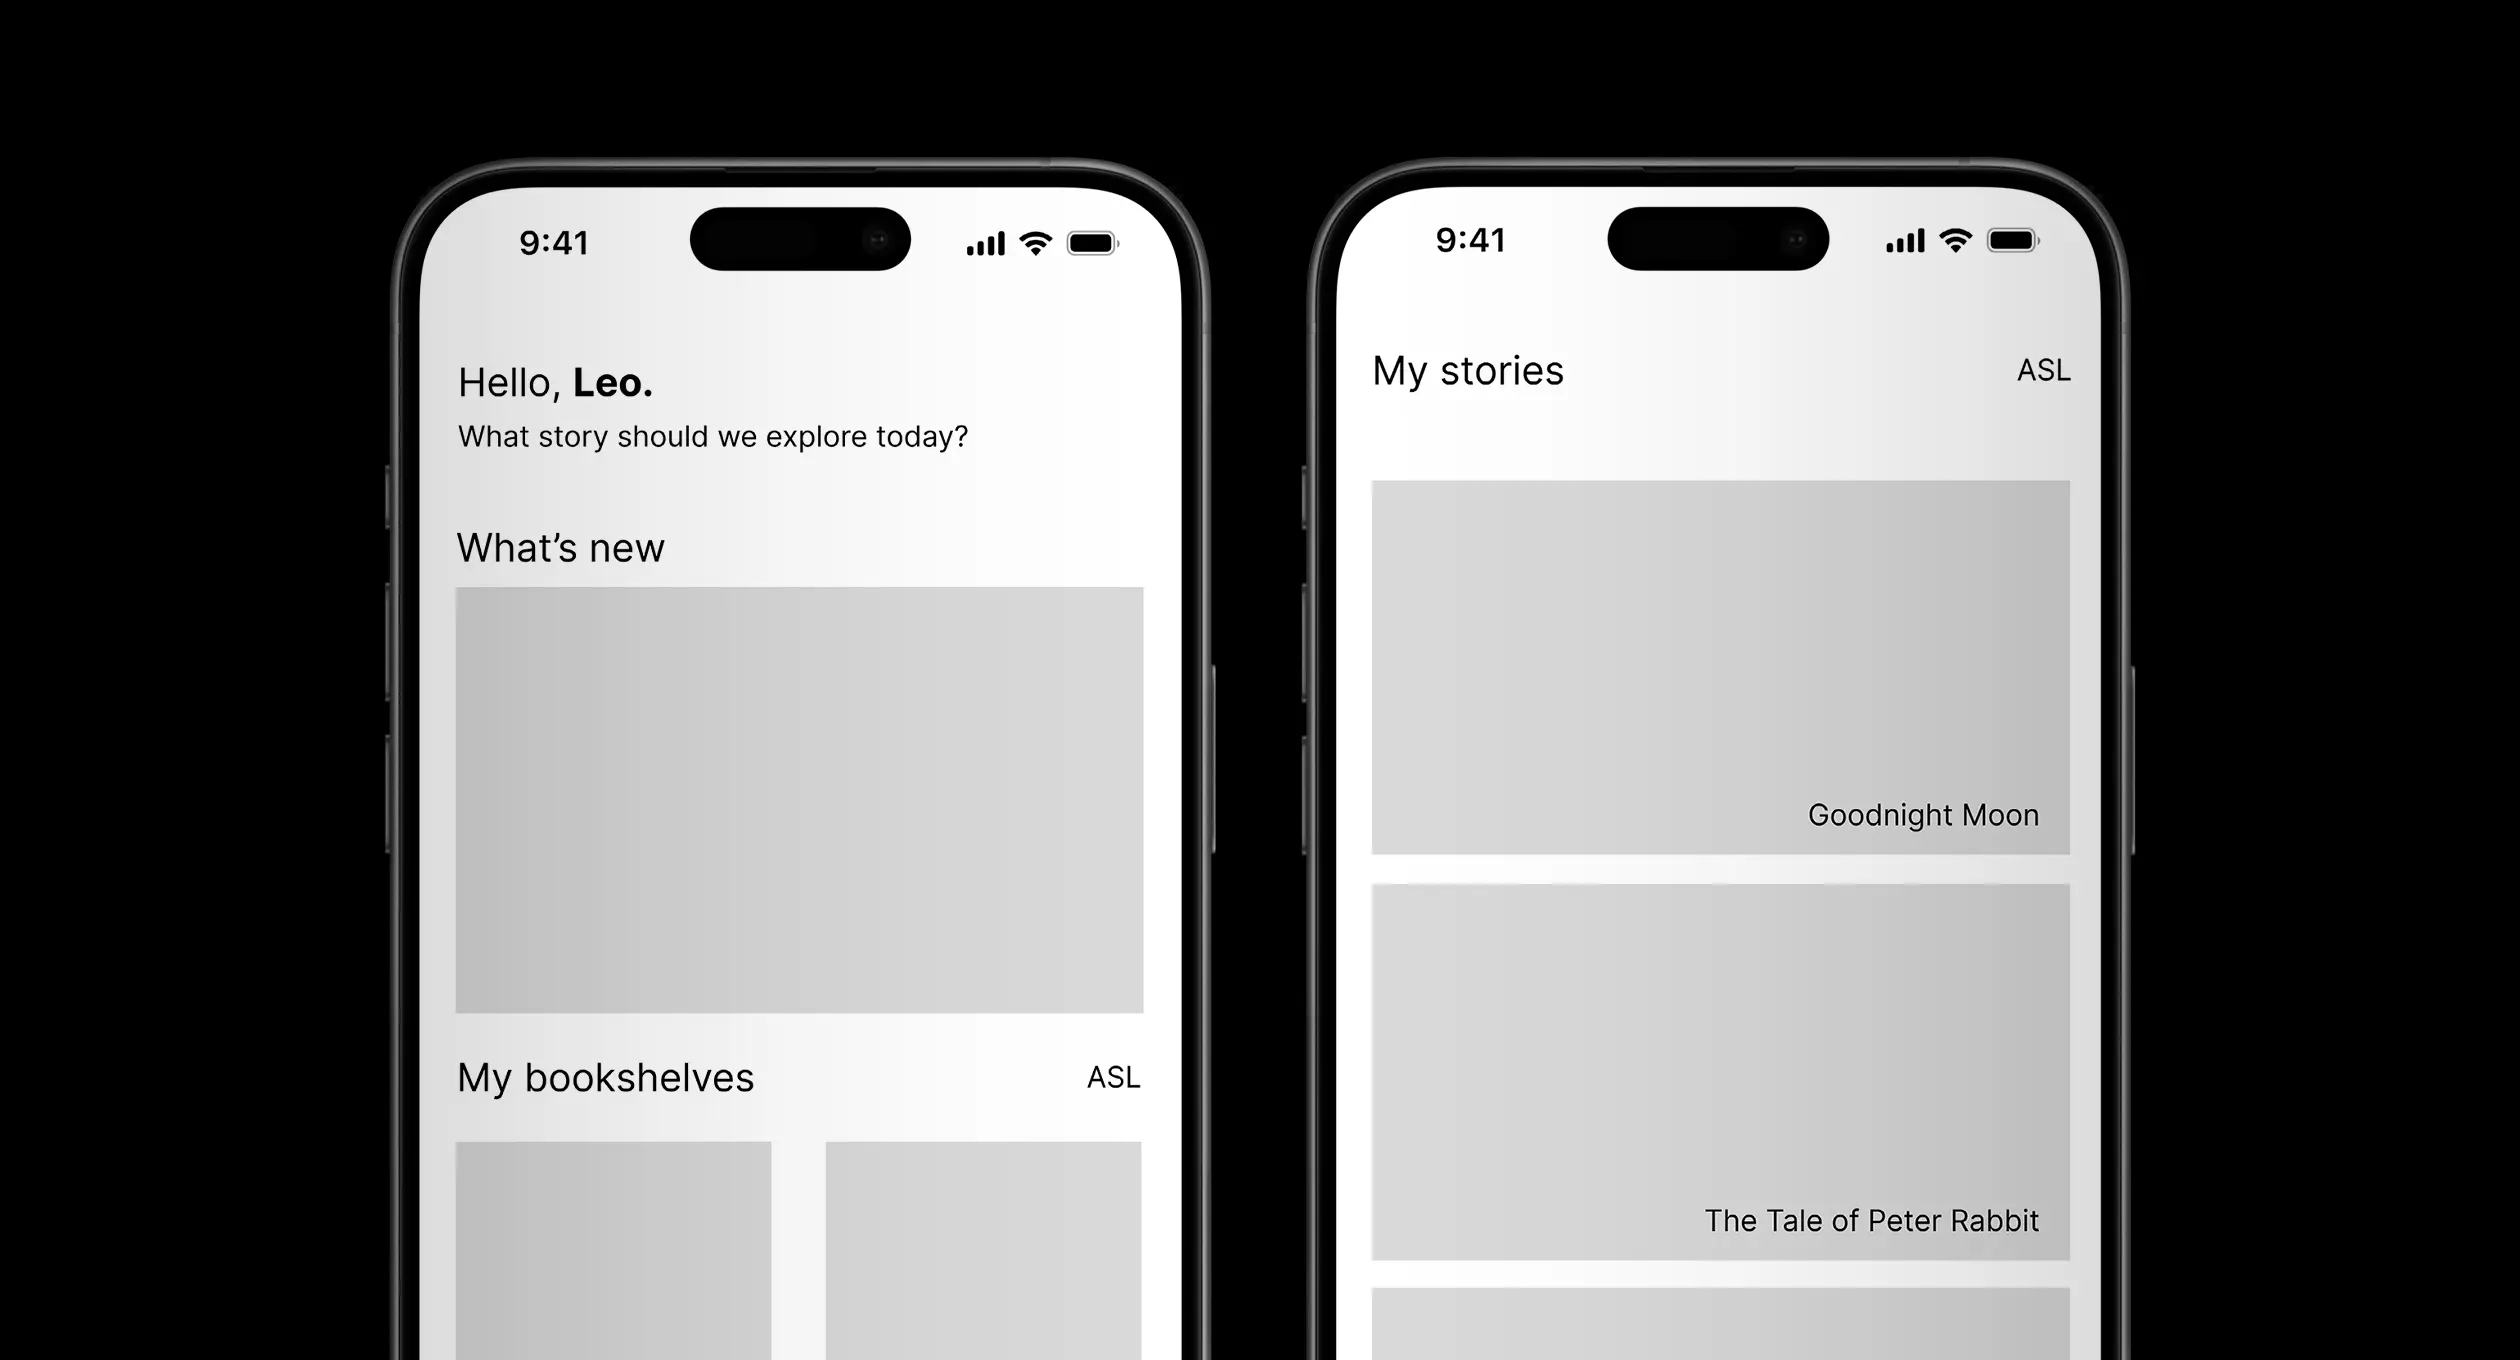 9:41
Hello, Leo.
What story should we explore today?
What’s new
My bookshelves
ASL
9:41
My stories
ASL
Goodnight Moon
The Tale of Peter Rabbit